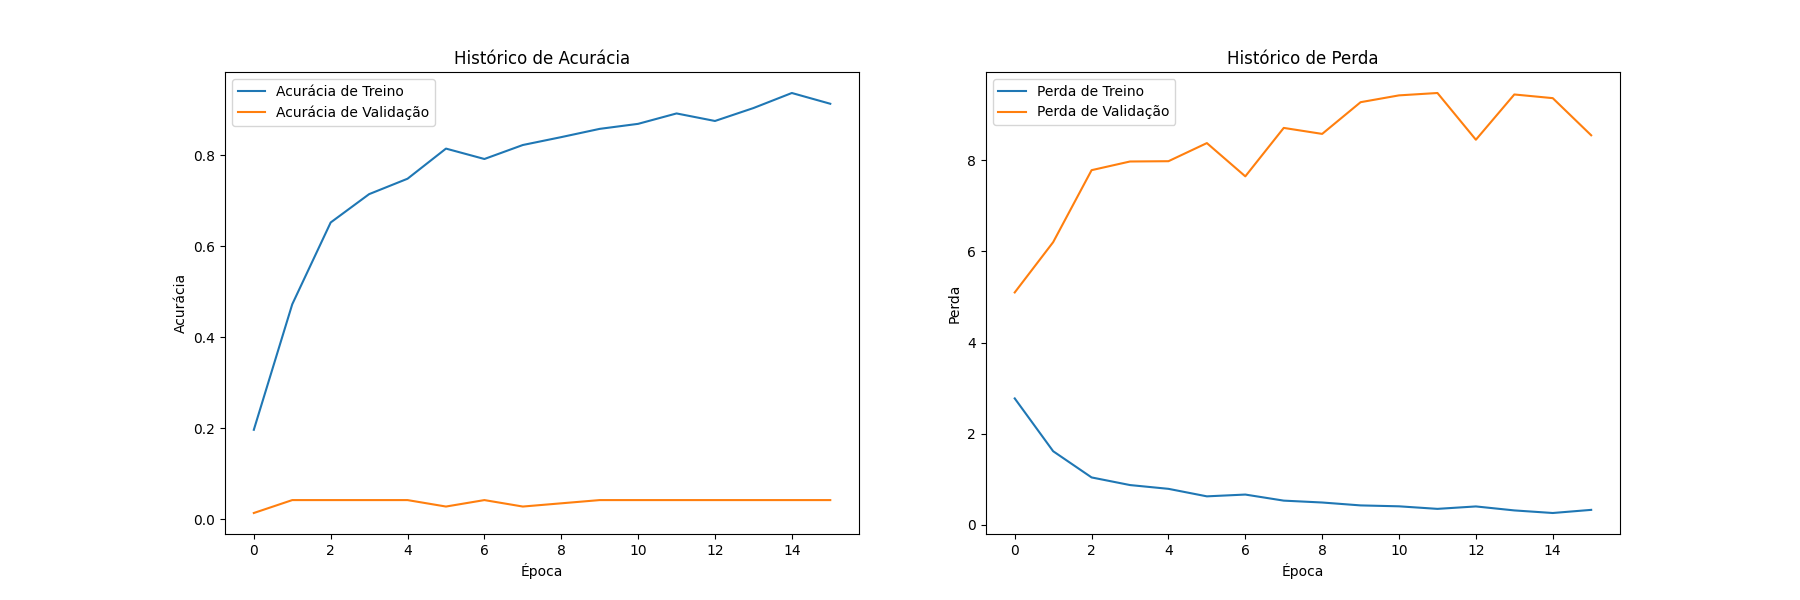 Histórico de Acurácia
Acurácia de Treino
Acurácia de Validação
0.8
0.6
0.4
0.2
0.0
Acurácia
0 2 4 6 8 10 12 14
Época
Histórico de Perda
Perda de Treino
Perda de Validação
8
6
4
2
0
Perda
0 2 4 6 8 10 12 14
Época